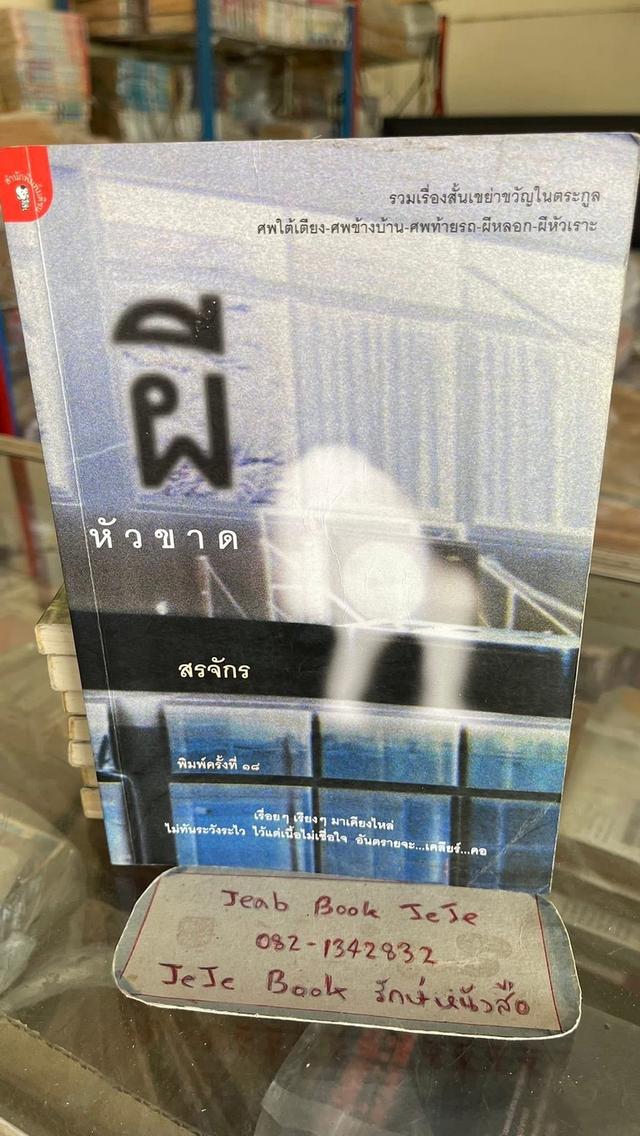 รวมเรื่องสั้นเขย่าขวัญในตระกูล
ศพใต้เตียง-ศพข้างบ้าน-ศพท้ายรถ-ผีหลอก-ผีหัวเราะ
ผี
หัวขาด
สรจักร
พิมพ์ครั้งที่ ๑๘
เรื่อยๆ เรียงๆ มาเคียงไหล่
ไม่ทันระวังระไว ไว้แต่เนื้อไม่เชื่อใจ อันตรายจะ...เคลียร์...คอ
Jeab Book JeJe
082-1342832
JeJe Book รักษ์หนังสือ